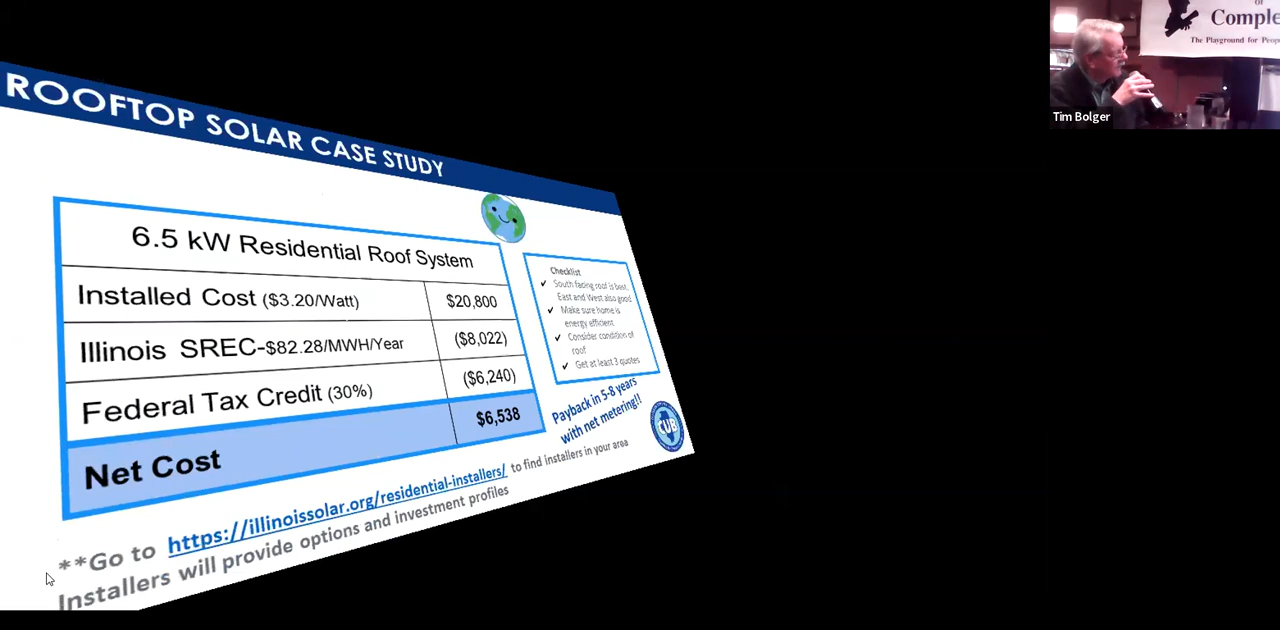 ROOFTOP SOLAR CASE STUDY
6.5 kW Residential Roof System
Installed Cost ($3.20/Watt) $20,800
Illinois SREC-$82.28/MWH/Year ($8,022)
Federal Tax Credit (30%) ($6,240)
Net Cost $6,538
Checklist
✓ South facing roof is best,
East and West also good
✓ Make sure home is
energy efficient
✓ Consider condition of
roof
✓ Get at least 3 quotes
Payback in 5-8 years
with net metering!!
CUB
**Go to https://illinoissolar.org/residential-installers/ to find installers in your area
Installers will provide options and investment profiles
of
Comple
The Playground for Peop
Tim Bolger